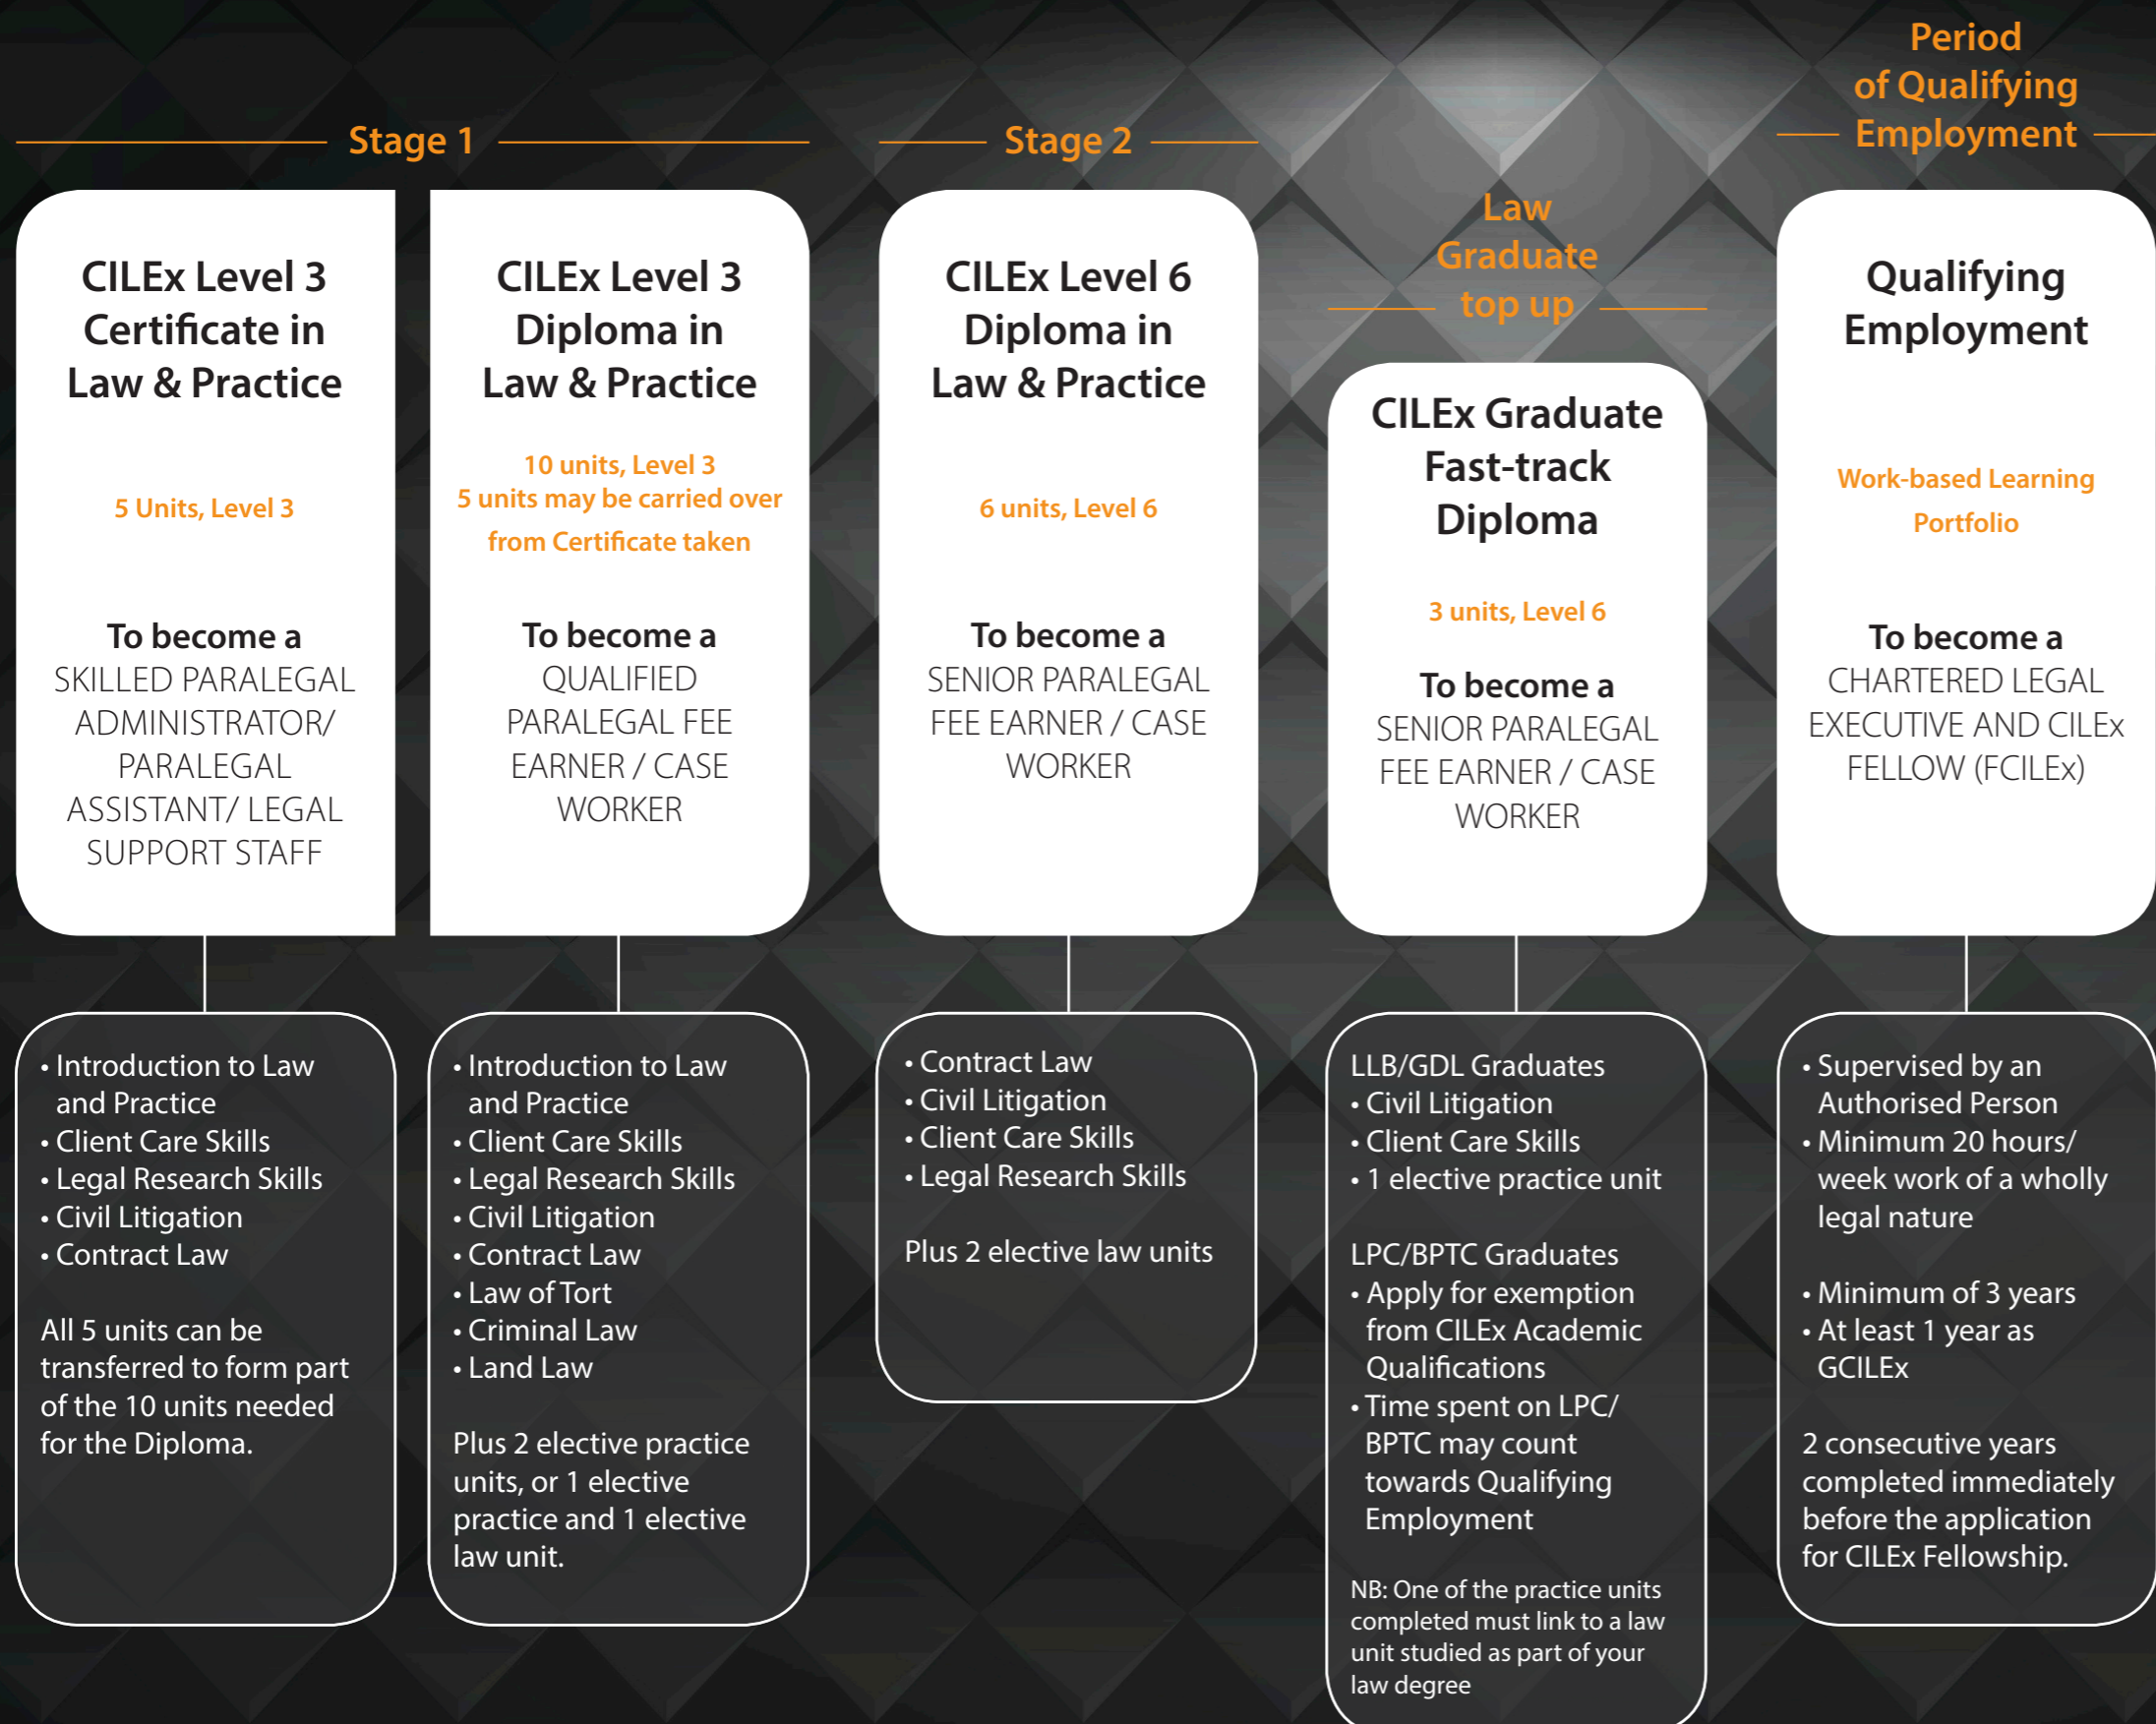 Stage 1
CILEx Level 3
Certificate in
Law & Practice
5 Units, Level 3
To become a
SKILLED PARALEGAL
ADMINISTRATOR/
PARALEGAL
ASSISTANT/ LEGAL
SUPPORT STAFF
• Introduction to Law
and Practice
• Client Care Skills
• Legal Research Skills
• Civil Litigation
• Contract Law
All 5 units can be
transferred to form part
of the 10 units needed
for the Diploma.
CILEx Level 3
Diploma in
Law & Practice
10 units, Level 3
5 units may be carried over
from Certificate taken
To become a
QUALIFIED
PARALEGAL FEE
EARNER / CASE
WORKER
• Introduction to Law
and Practice
• Client Care Skills
• Legal Research Skills
• Civil Litigation
• Contract Law
• Law of Tort
• Criminal Law
• Land Law
Plus 2 elective practice
units, or 1 elective
practice and 1 elective
law unit.
Stage 2
CILEx Level 6
Diploma in
Law & Practice
6 units, Level 6
To become a
SENIOR PARALEGAL
FEE EARNER / CASE
WORKER
• Contract Law
• Civil Litigation
• Client Care Skills
• Legal Research Skills
Plus 2 elective law units
Law
Graduate
top up
CILEx Graduate
Fast-track
Diploma
3 units, Level 6
To become a
SENIOR PARALEGAL
FEE EARNER / CASE
WORKER
LLB/GDL Graduates
• Civil Litigation
• Client Care Skills
• 1 elective practice unit
LPC/BPTC Graduates
• Apply for exemption
from CILEx Academic
Qualifications
• Time spent on LPC/
BPTC may count
towards Qualifying
Employment
NB: One of the practice units
completed must link to a law
unit studied as part of your
law degree
Period
of Qualifying
Employment
Qualifying
Employment
Work-based Learning
Portfolio
To become a
CHARTERED LEGAL
EXECUTIVE AND CILEx
FELLOW (FCILEx)
• Supervised by an
Authorised Person
• Minimum 20 hours/
week work of a wholly
legal nature
• Minimum of 3 years
• At least 1 year as
GCILEx
2 consecutive years
completed immediately
before the application
for CILEx Fellowship.